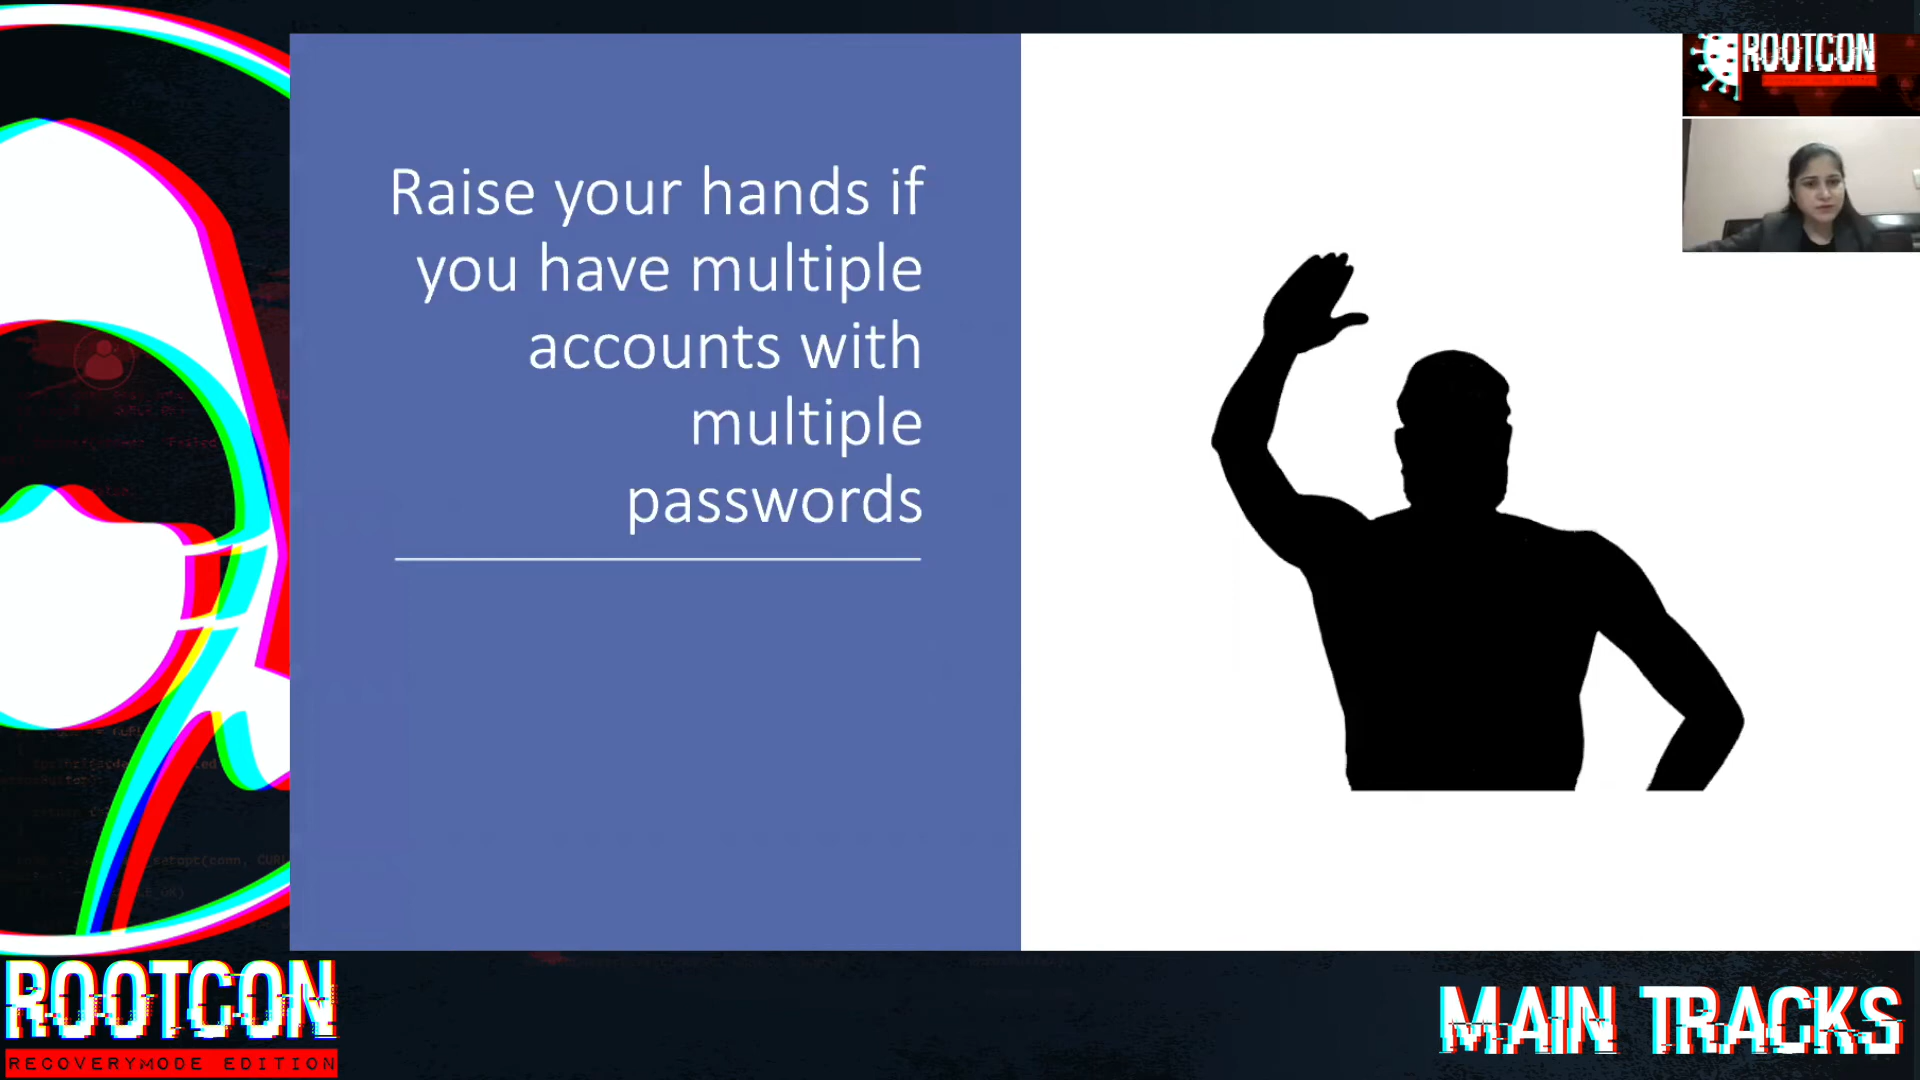 ROOTCON
Raise your hands if
you have multiple
accounts with
multiple
passwords
ROOTCON
RECOVERYMODE EDITION
MAIN TRACKS